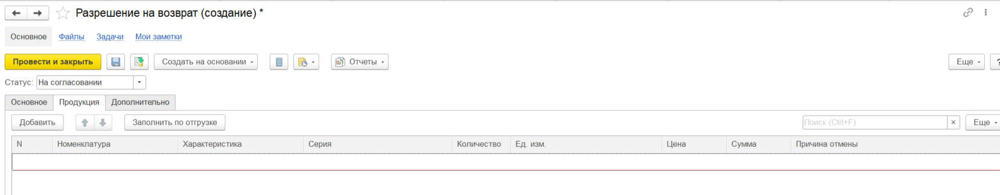 Разрешение на возврат (создание) *
Основное Файлы Задачи Мои заметки
Провести и закрыть Создать на основании Отчеты Еще ?
Статус: На согласовании
Основное Продукция Дополнительно
Добавить Заполнить по отгрузке Поиск (Ctrl+F) × Еще
N Номенклатура Характеристика Серия Количество Ед. изм. Цена Сумма Причина отмены